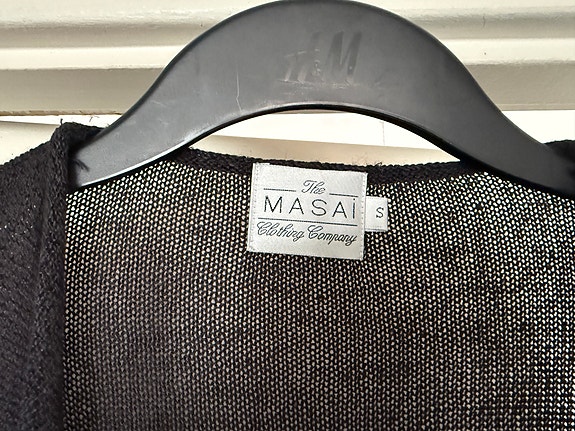 H&M
The
MASAI
Clothing Company
S